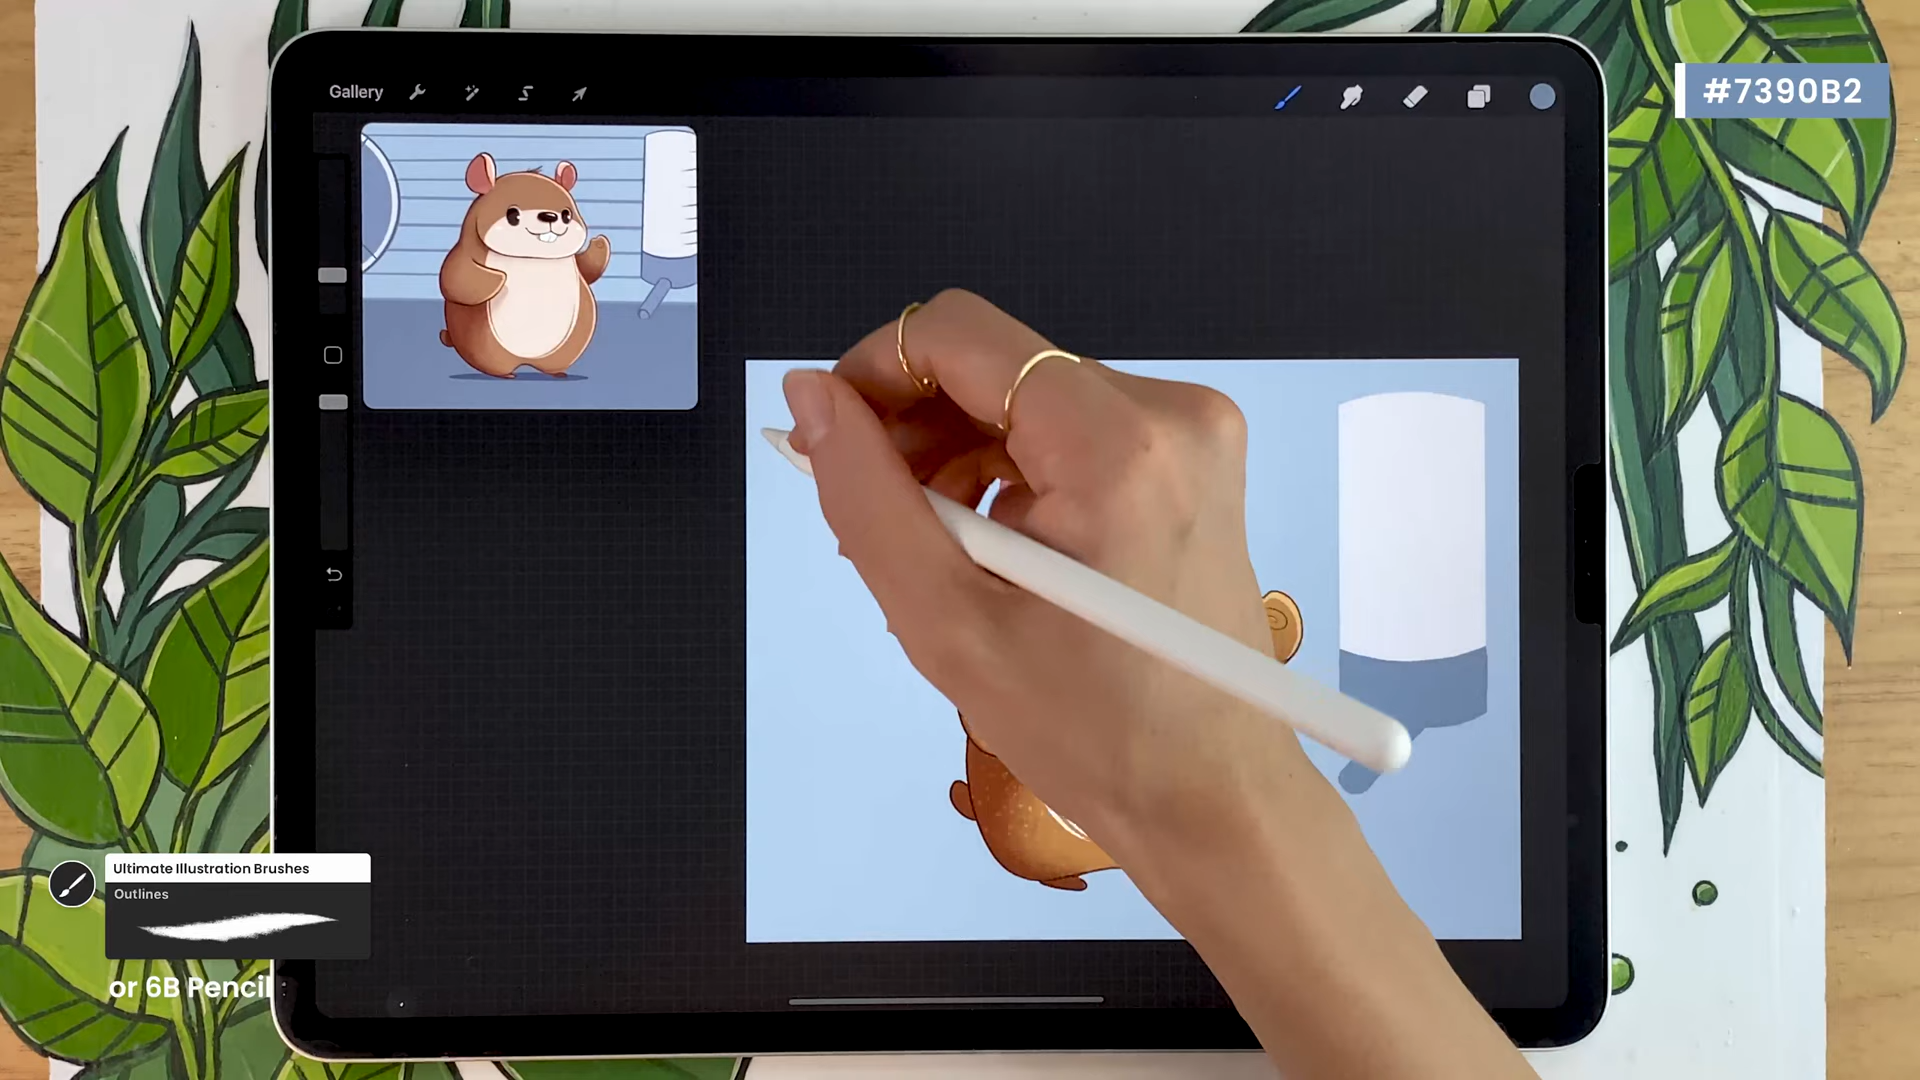 Gallery
#7390B2
Ultimate Illustration Brushes
Outlines
or 6B Pencil